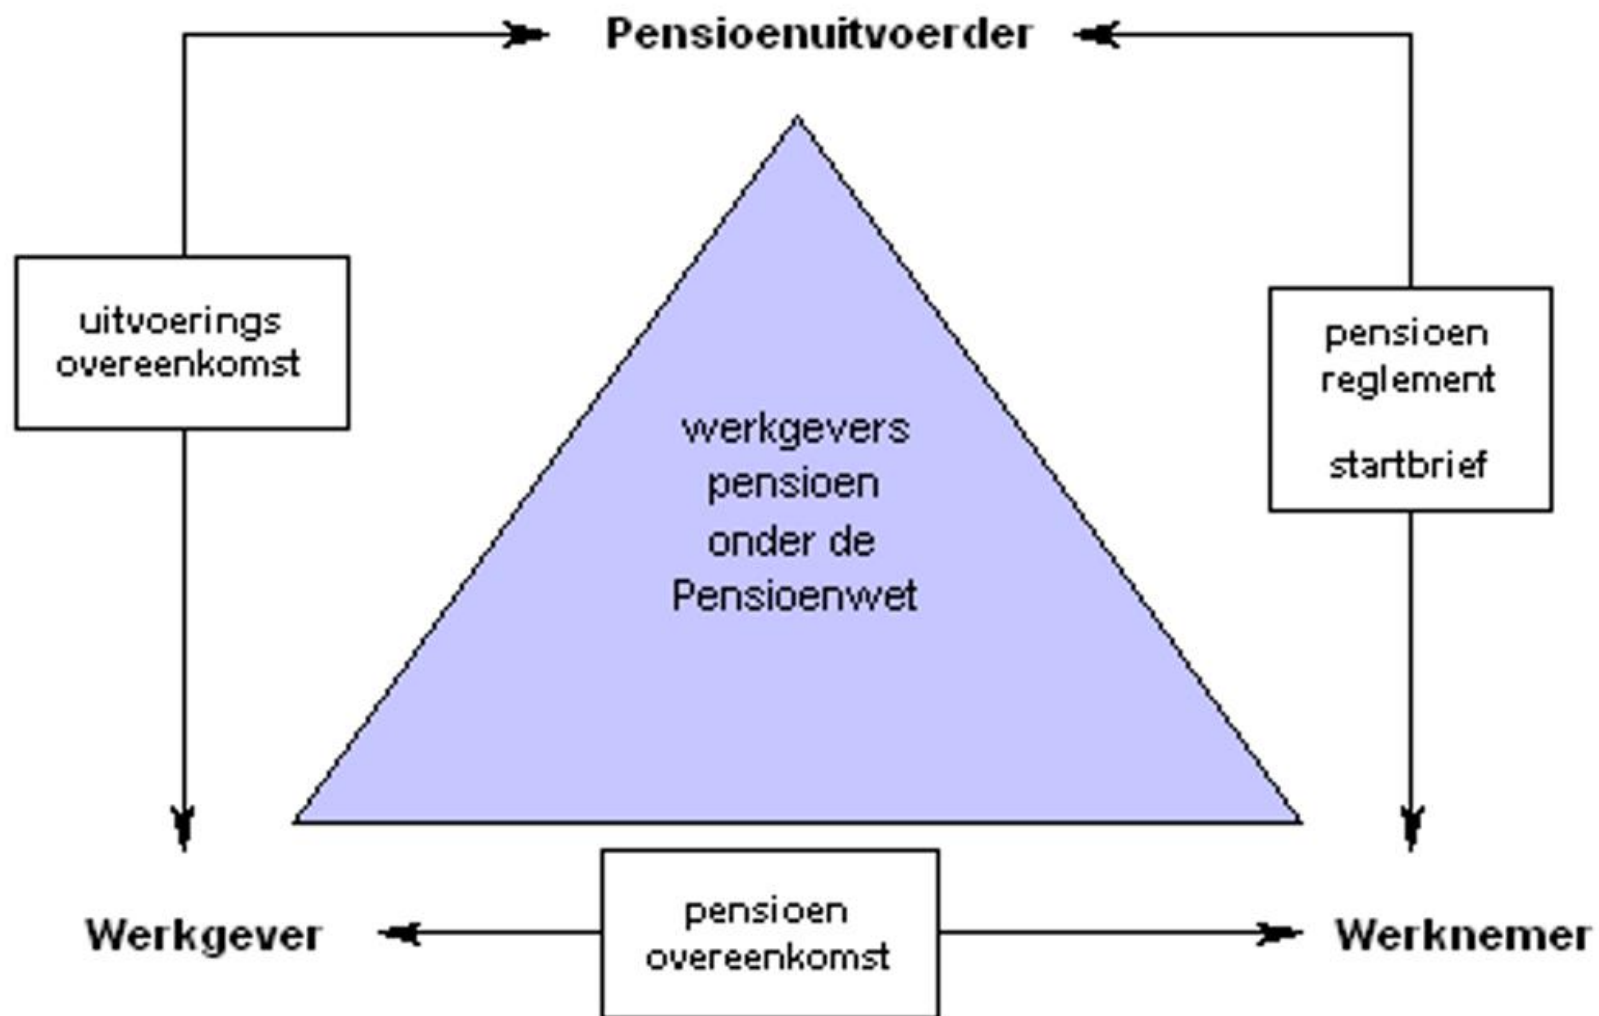 Pensioenuitvoerder
uitvoerings
overeenkomst
pensioen
reglement
startbrief
werkgevers
pensioen
onder de
Pensioenwet
Werkgever
pensioen
overeenkomst
Werknemer